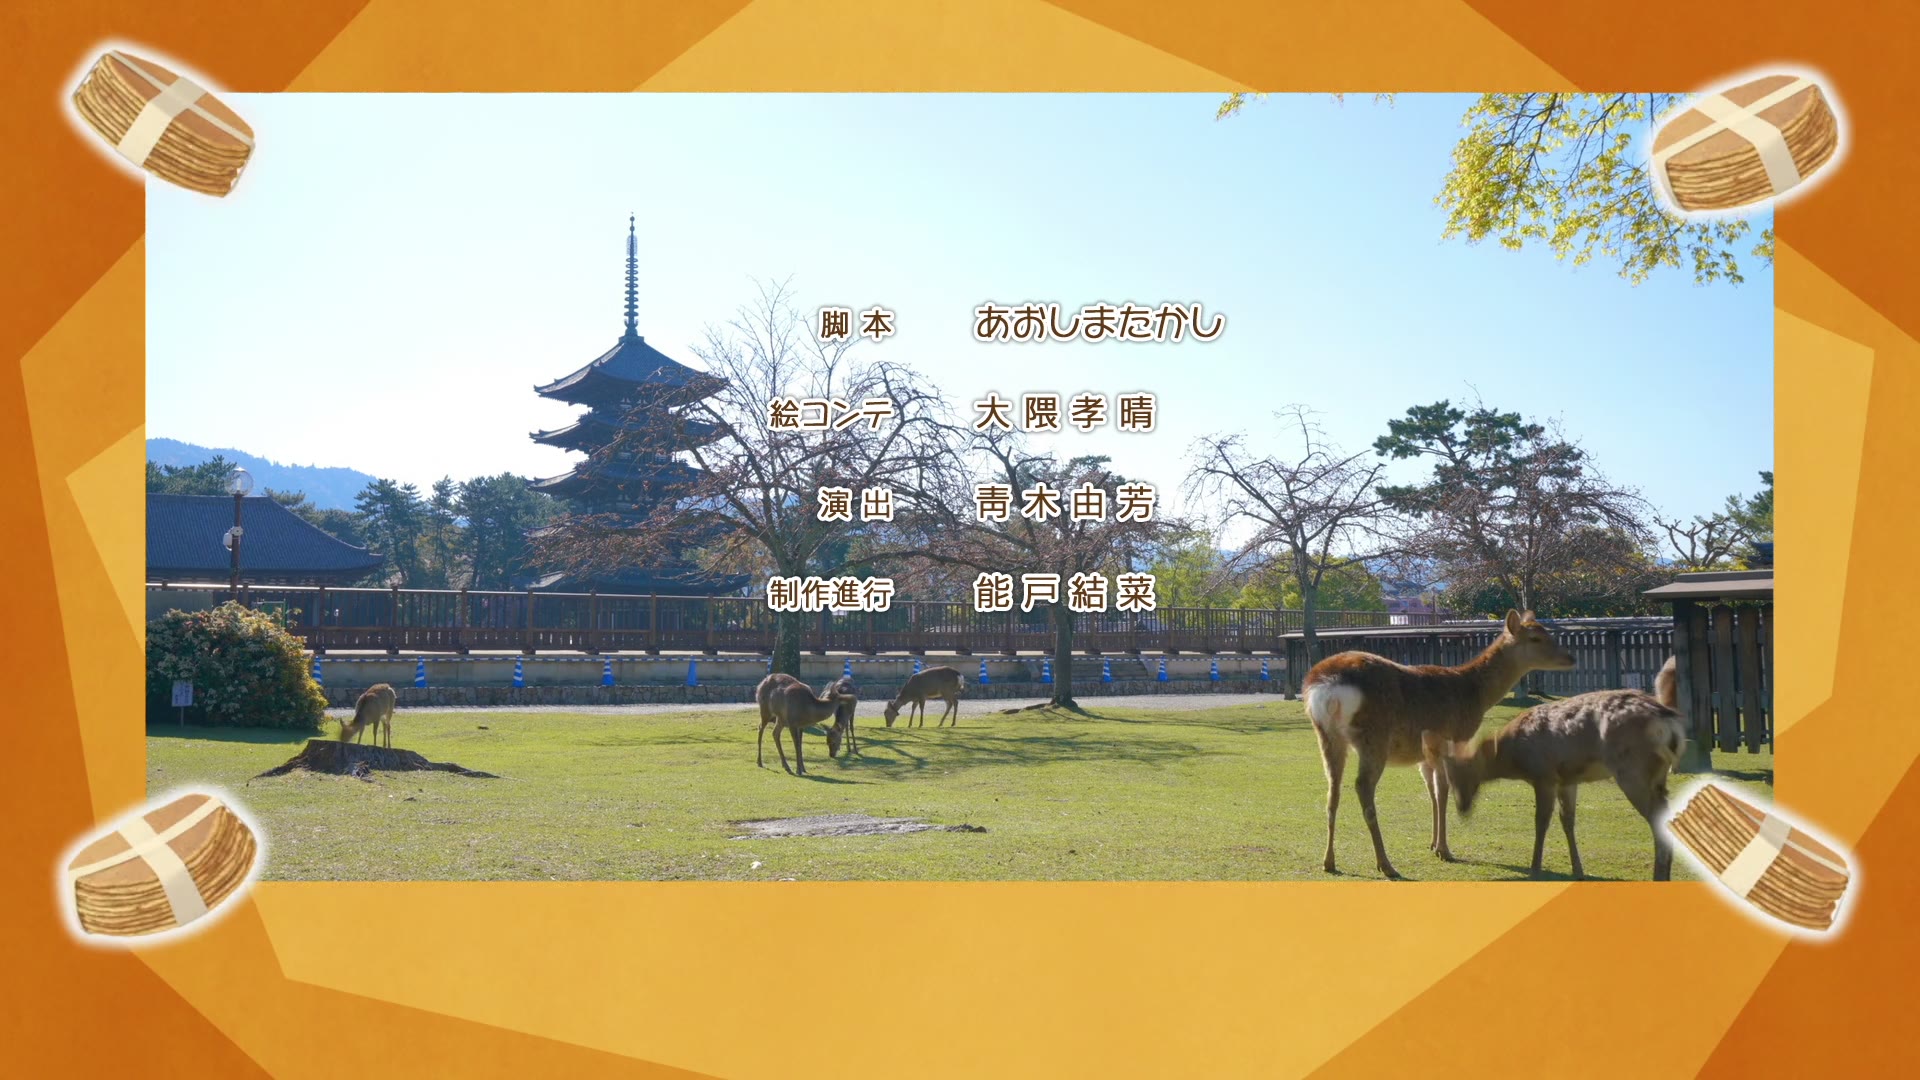 脚本 あおしまたかし
絵コンテ 大隈孝晴
演出 青木由芳
制作進行 能戸結菜